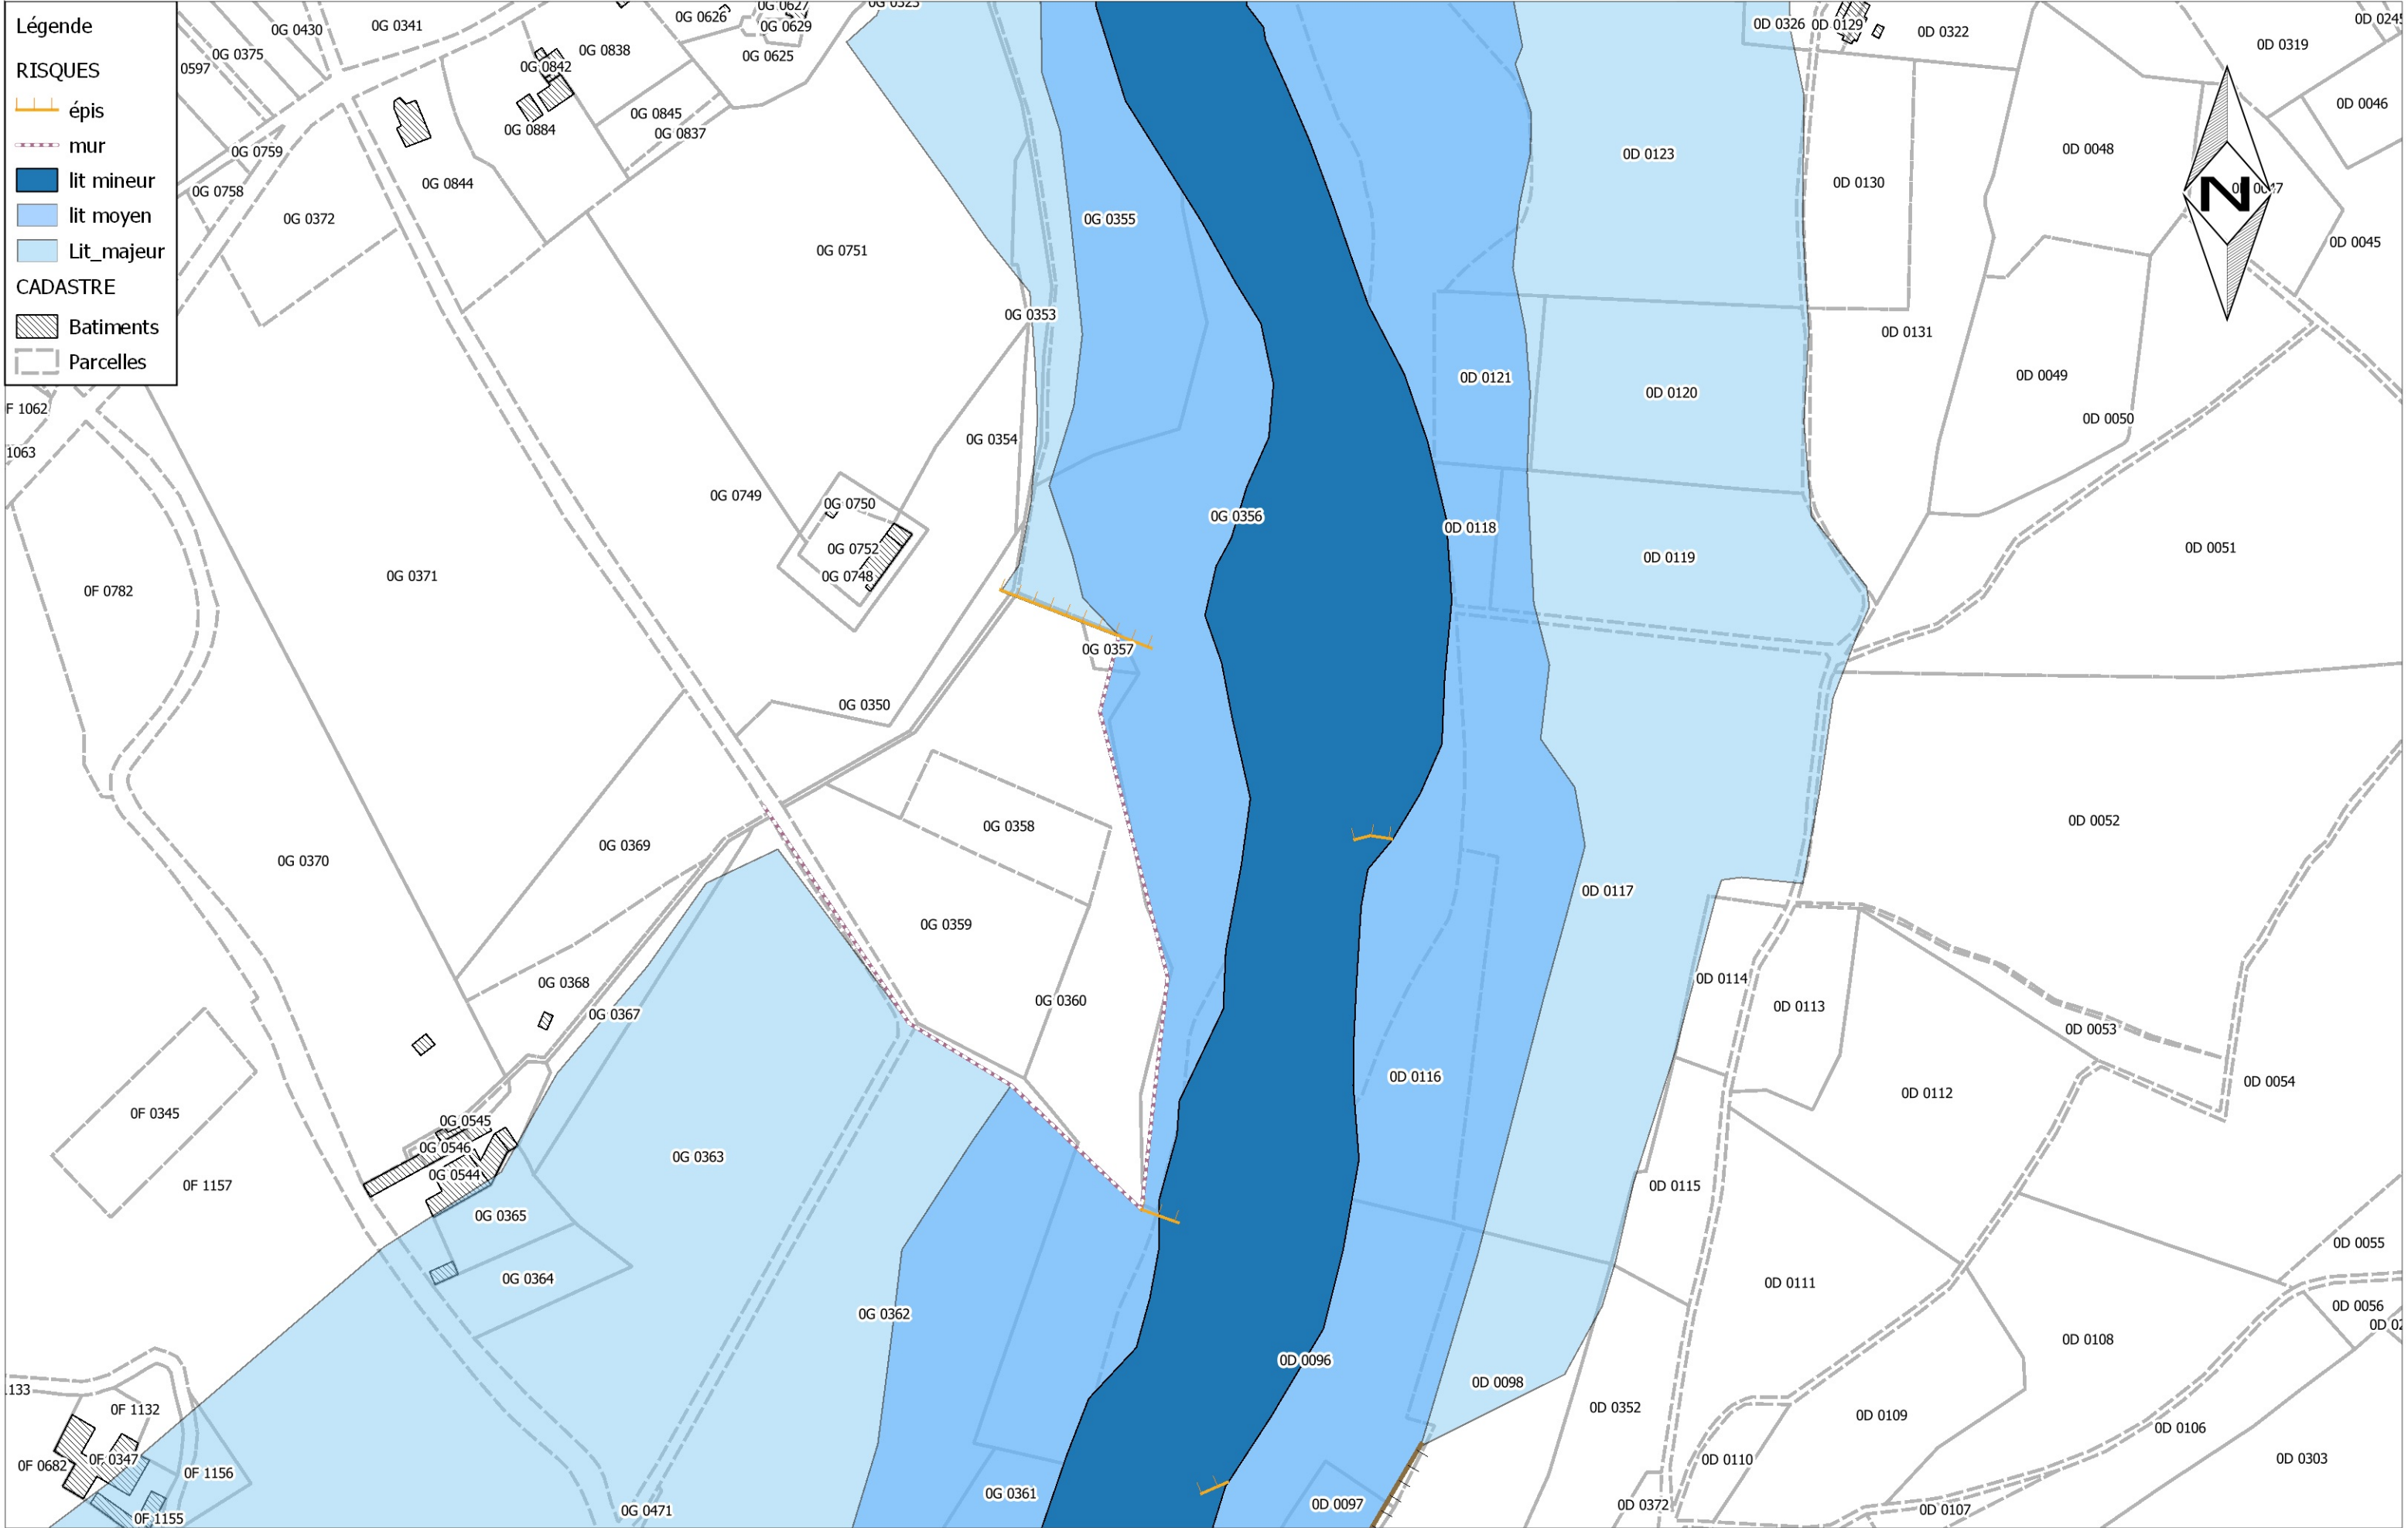 Légende
RISQUES
épis
mur
lit mineur
lit moyen
Lit_majeur
CADASTRE
Batiments
Parcelles
0G 0430
0G 0341
0G 0375
0597
0G 0838
0G 0842
0G 0626
0G 0627
0G 0629
0G 0625
0G 0323
0D 0326
0D 0129
0D 0322
0D 0319
0D 0245
0D 0046
0G 0845
0G 0837
0G 0884
0G 0759
0G 0758
0G 0844
0G 0372
0G 0751
0G 0355
0D 0123
0D 0130
0D 0048
N
0D 0045
0G 0353
0D 0131
0D 0121
0D 0120
0D 0049
0D 0050
F 1062
1063
0G 0354
0G 0749
0G 0750
0G 0752
0G 0748
0G 0356
0D 0118
0D 0119
0D 0051
0G 0371
0F 0782
0G 0357
0G 0350
0G 0358
0G 0369
0G 0370
0D 0052
0D 0117
0G 0359
0G 0368
0G 0367
0G 0360
0D 0114
0D 0113
0D 0053
0D 0054
0D 0116
0D 0112
0F 0345
0G 0545
0G 0546
0G 0544
0G 0363
0F 1157
0G 0365
0D 0115
0G 0364
0D 0111
0D 0055
0D 0056
0D 02
0G 0362
0D 0108
0D 0096
0D 0098
0D 0352
0D 0109
0D 0106
.133
0F 1132
0F 0347
0F 0682
0F 1156
0D 0110
0D 0303
0G 0361
0D 0097
0D 0372
0D 0107
0G 0471
0F 1155